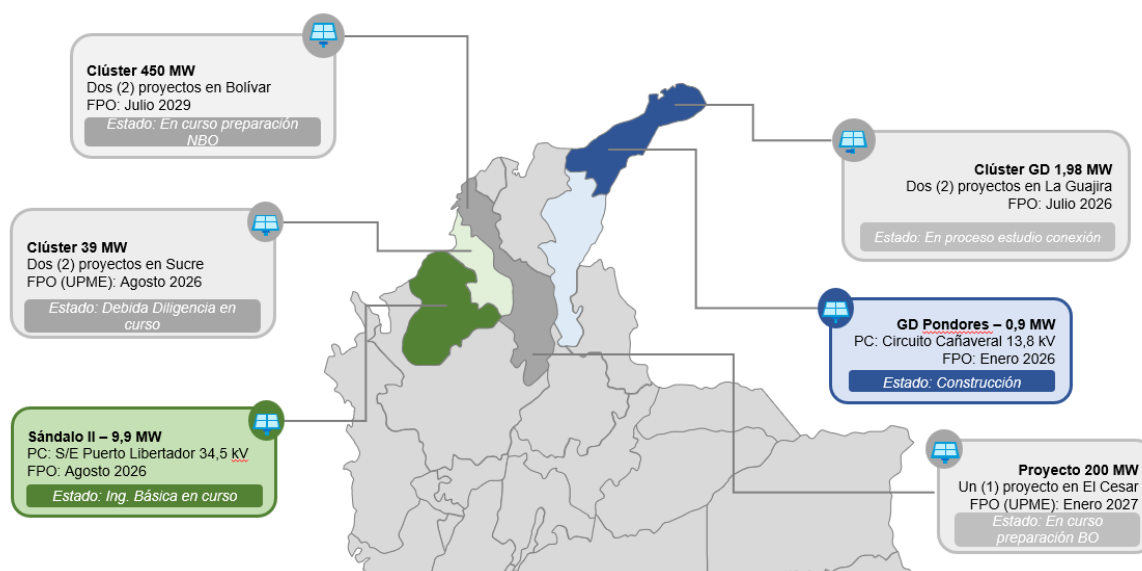 Clúster 450 MW
Dos (2) proyectos en Bolívar
FPO: Julio 2029
Estado: En curso preparación
NBO
Clúster 39 MW
Dos (2) proyectos en Sucre
FPO (UPME): Agosto 2026
Estado: Debida Diligencia en
curso
Sándalo II – 9,9 MW
PC: S/E Puerto Libertador 34,5 kV
FPO: Agosto 2026
Estado: Ing. Básica en curso
Clúster GD 1,98 MW
Dos (2) proyectos en La Guajira
FPO: Julio 2026
Estado: En proceso estudio conexión
GD Pondores – 0,9 MW
PC: Circuito Cañaveral 13,8 kV
FPO: Enero 2026
Estado: Construcción
Proyecto 200 MW
Un (1) proyecto en El Cesar
FPO (UPME): Enero 2027
Estado: En curso
preparación BO